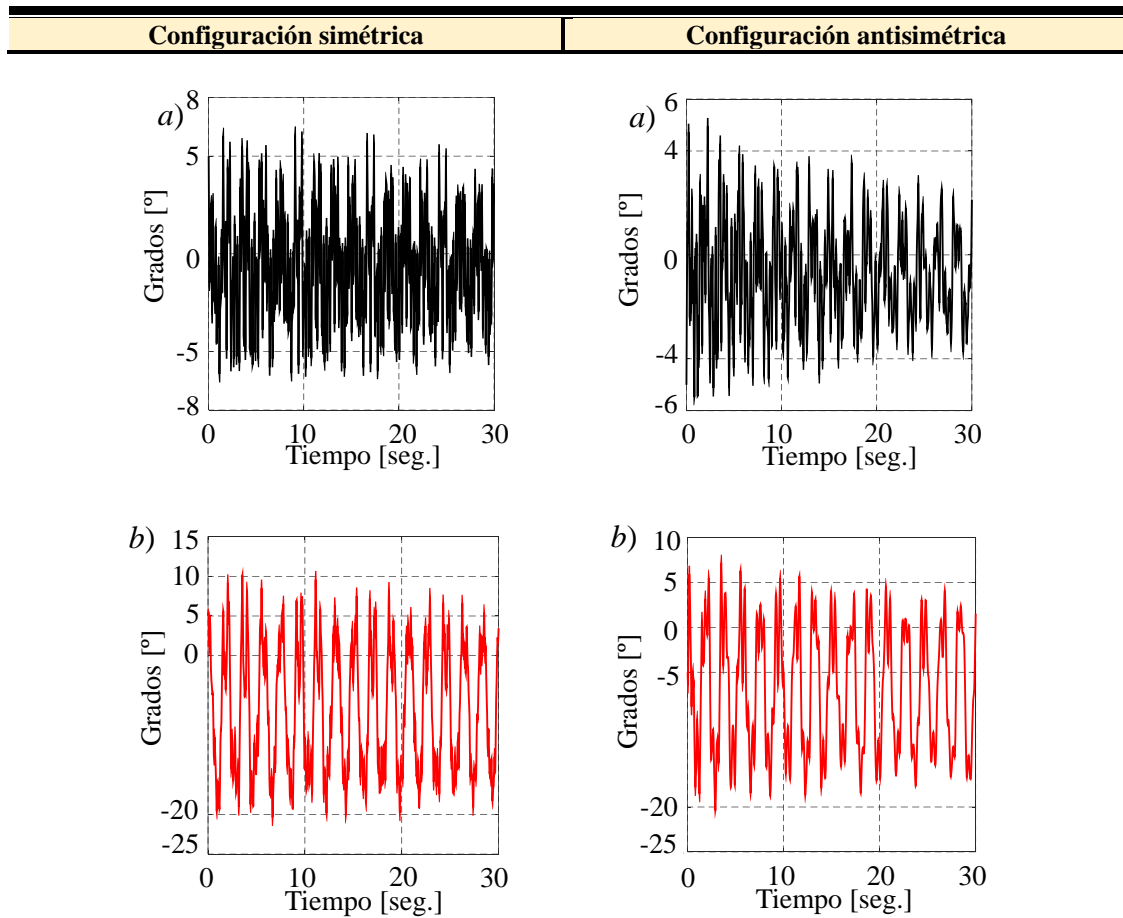 Configuración simétrica
Configuración antisimétrica
a)
8
5
0
-5
-8
Grados [º]
0 10 20 30
Tiempo [seg.]
a)
6
4
0
-4
-6
Grados [º]
0 10 20 30
Tiempo [seg.]
b)
15
10
5
0
-20
-25
Grados [º]
0 10 20 30
Tiempo [seg.]
b)
10
5
0
-5
-20
-25
Grados [º]
0 10 20 30
Tiempo [seg.]